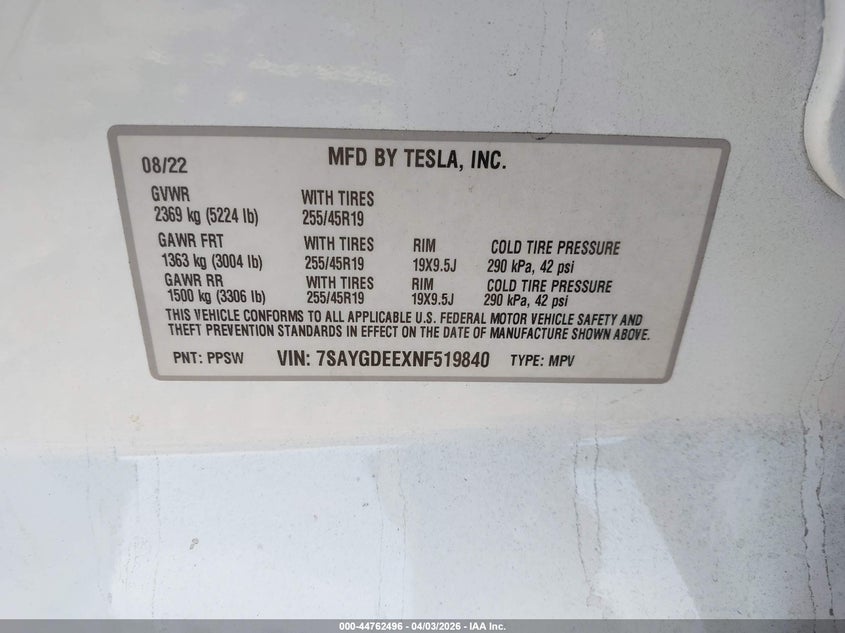 MFD BY TESLA, INC.
08/22
GVWR WITH TIRES
2369 kg (5224 lb) 255/45R19
GAWR FRT WITH TIRES RIM COLD TIRE PRESSURE
1363 kg (3004 lb) 255/45R19 19X9.5J 290 kPa, 42 psi
GAWR RR WITH TIRES RIM COLD TIRE PRESSURE
1500 kg (3306 lb) 255/45R19 19X9.5J 290 kPa, 42 psi
THIS VEHICLE CONFORMS TO ALL APPLICABLE U.S. FEDERAL MOTOR VEHICLE SAFETY AND
THEFT PREVENTION STANDARDS IN EFFECT ON THE DATE OF MANUFACTURE SHOWN ABOVE.
PNT: PPSW VIN: 7SAYGDEEXNF519840 TYPE: MPV
000-44762496 - 04/03/2026 - IAA Inc.